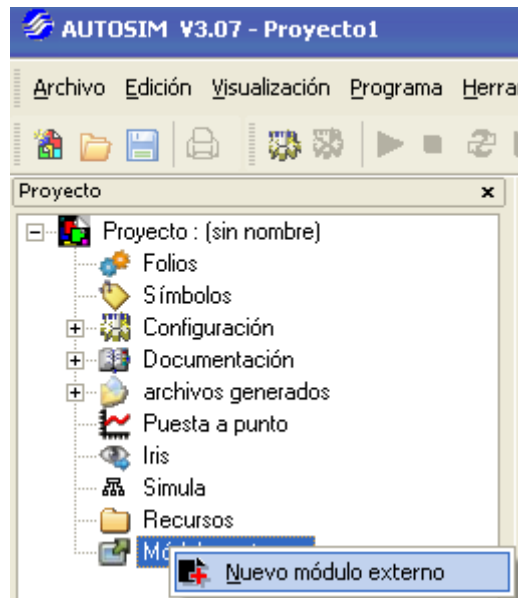 AUTOSIM V3.07 - Proyecto1
Archivo Edición Visualización Programa Herra
Proyecto
Proyecto : (sin nombre)
Folios
Símbolos
Configuración
Documentación
archivos generados
Puesta a punto
Iris
Simula
Recursos
Nuevo módulo externo